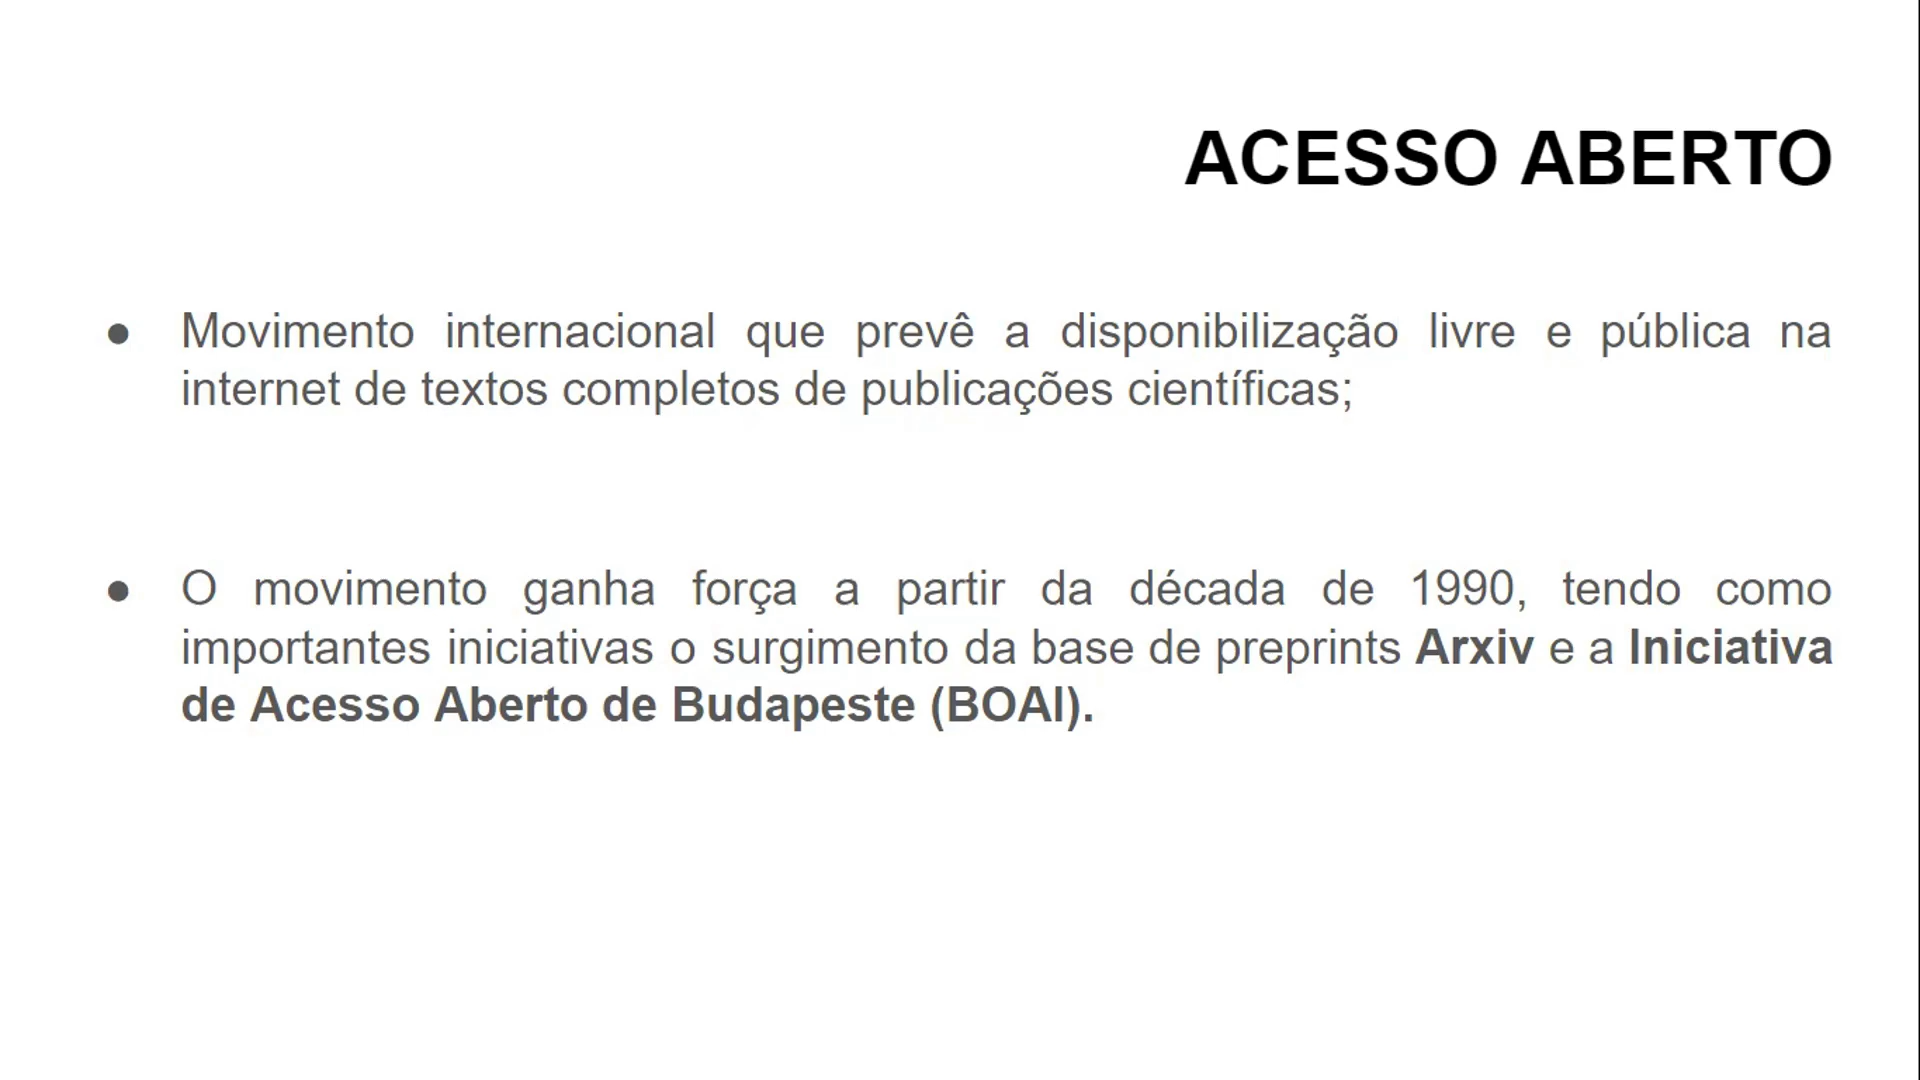 ACESSO ABERTO
● Movimento internacional que prevê a disponibilização livre e pública na
internet de textos completos de publicações científicas;
● O movimento ganha força a partir da década de 1990, tendo como
importantes iniciativas o surgimento da base de preprints Arxiv e a Iniciativa
de Acesso Aberto de Budapeste (BOAI).